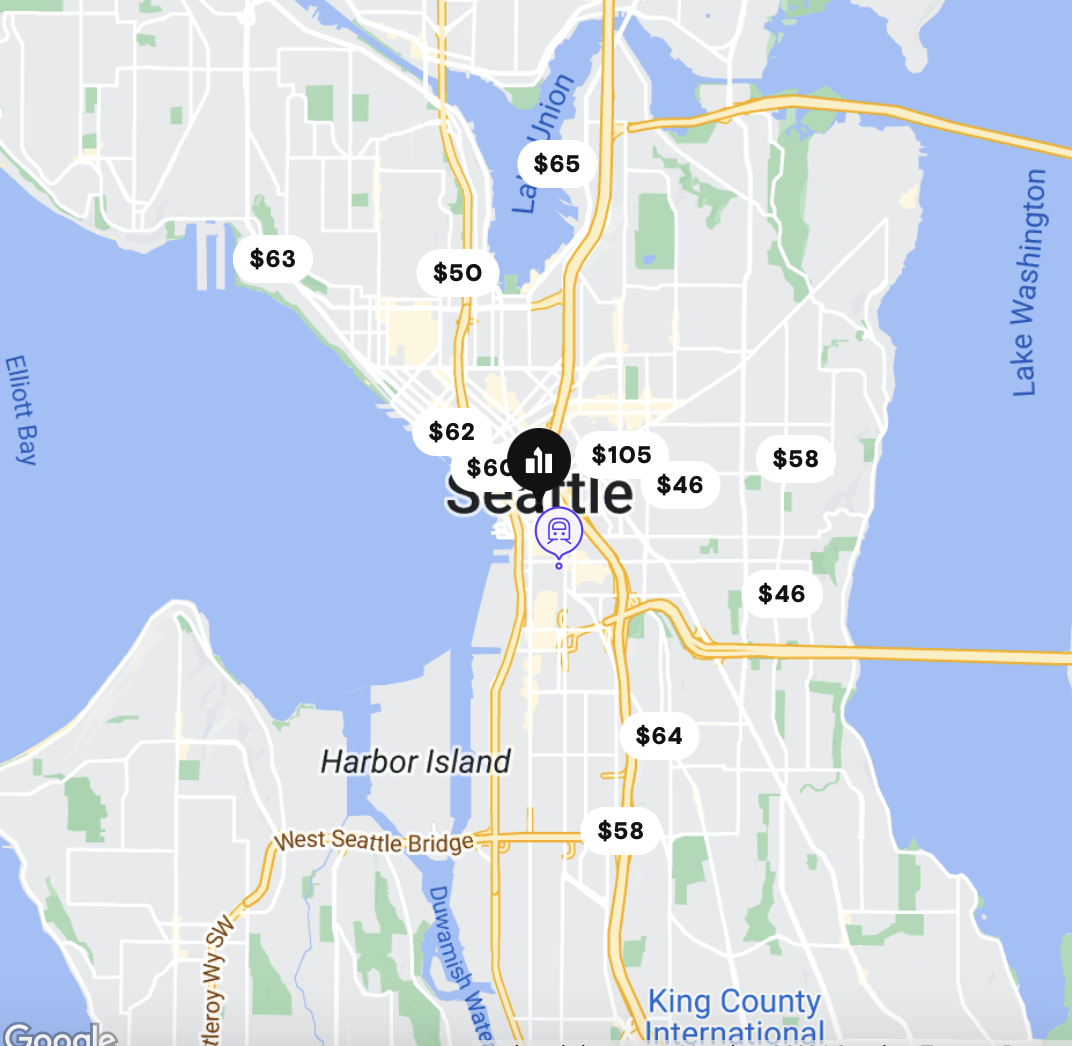 Lake Union
$65
Lake Washington
$63
$50
Elliott Bay
$62
$60
$105
$58
$46
Seattle
$46
$64
Harbor Island
$58
West Seattle Bridge
Duwamish Wate
tleroy Wy SW
King County
International
Google